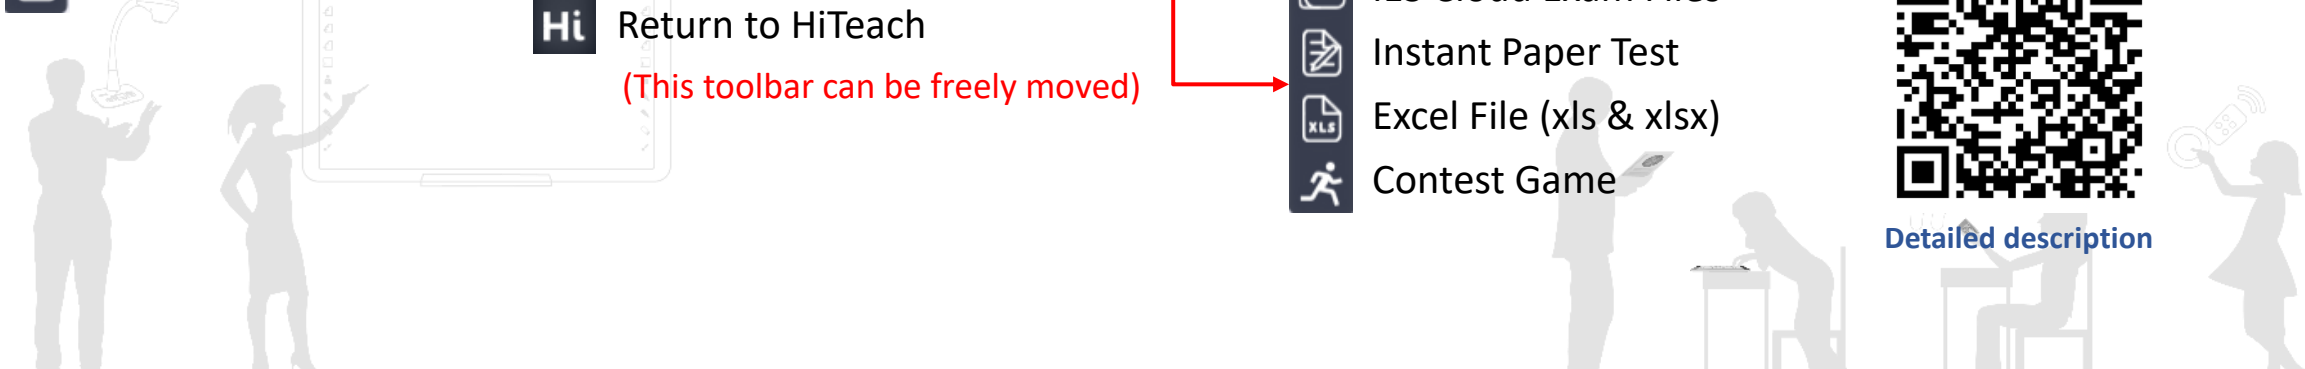 Hi Return to HiTeach
(This toolbar can be freely moved)
Instant Paper Test
XLS Excel File (xls & xlsx)
Contest Game
Detailed description